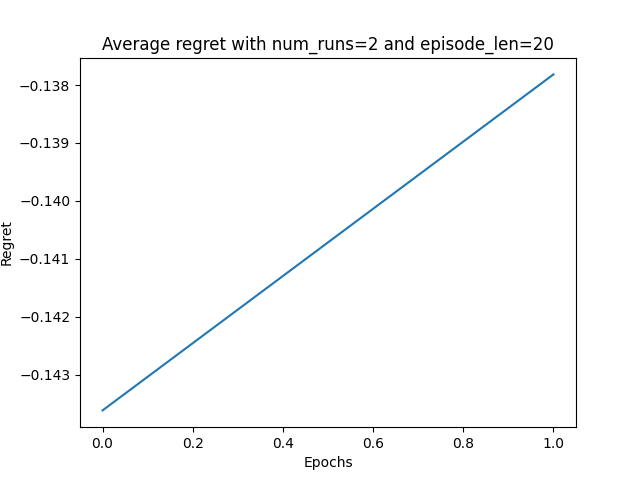 Average regret with num_runs=2 and episode_len=20
−0.138
−0.139
−0.140
−0.141
−0.142
−0.143
Regret
0.0 0.2 0.4 0.6 0.8 1.0
Epochs